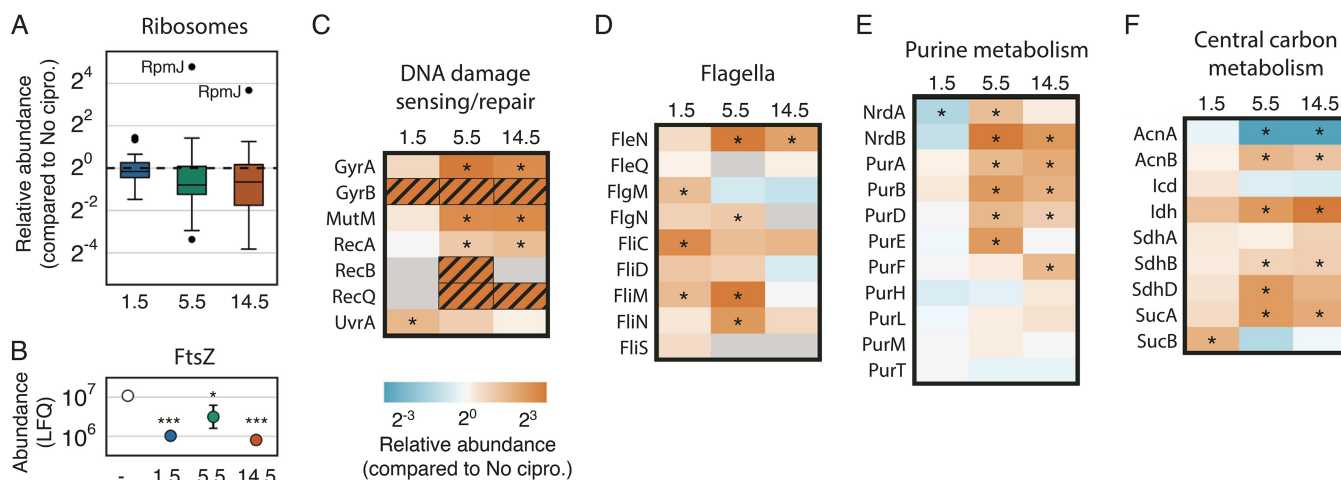 A
Ribosomes
Relative abundance
(compared to No cipro.)
2^4
2^2
2^0
2^-2
2^-4
RpmJ
RpmJ
1.5 5.5 14.5
B
FtsZ
Abundance
(LFQ)
10^7
10^6
*** * ***
- 1.5 5.5 14.5
C
DNA damage
sensing/repair
1.5 5.5 14.5
GyrA * *
GyrB
MutM * *
RecA * *
RecB
RecQ
UvrA *
2^-3 2^0 2^3
Relative abundance
(compared to No cipro.)
D
Flagella
1.5 5.5 14.5
FleN * *
FleQ
FlgM *
FlgN *
FliC *
FliD
FliM * *
FliN *
FliS
E
Purine metabolism
1.5 5.5 14.5
NrdA * *
NrdB * *
PurA * *
PurB * *
PurD * *
PurE *
PurF *
PurH
PurL
PurM
PurT
F
Central carbon
metabolism
1.5 5.5 14.5
AcnA * *
AcnB * *
Icd
Idh * *
SdhA
SdhB * *
SdhD *
SucA * *
SucB *